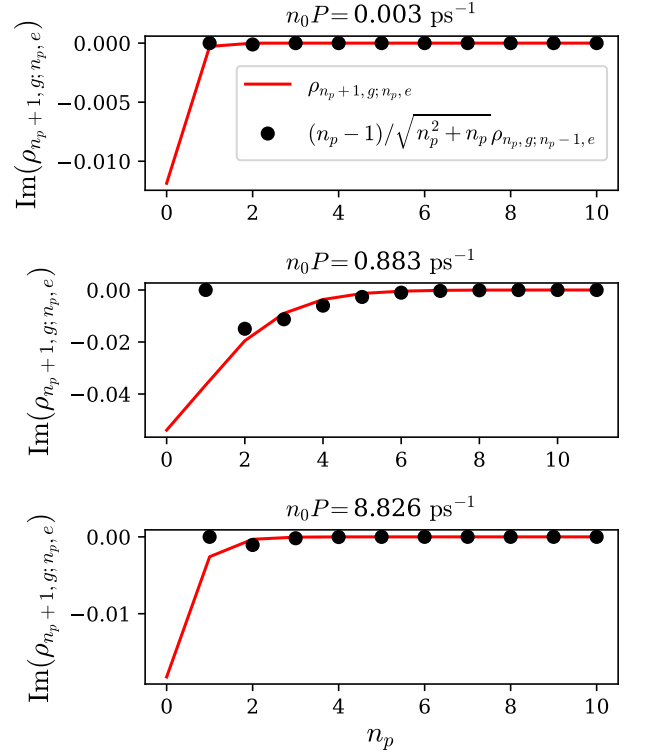 n₀P = 0.003 ps⁻¹
Im(ρₙₚ₊₁,g;ₙₚ,e)
0.000
−0.005
−0.010
ρₙₚ₊₁,g;ₙₚ,e
(nₚ − 1)/√(nₚ² + nₚ) ρₙₚ,g;ₙₚ₋₁,e
0 2 4 6 8 10
n₀P = 0.883 ps⁻¹
Im(ρₙₚ₊₁,g;ₙₚ,e)
0.00
−0.02
−0.04
0 2 4 6 8 10
n₀P = 8.826 ps⁻¹
Im(ρₙₚ₊₁,g;ₙₚ,e)
0.00
−0.01
0 2 4 6 8 10
nₚ